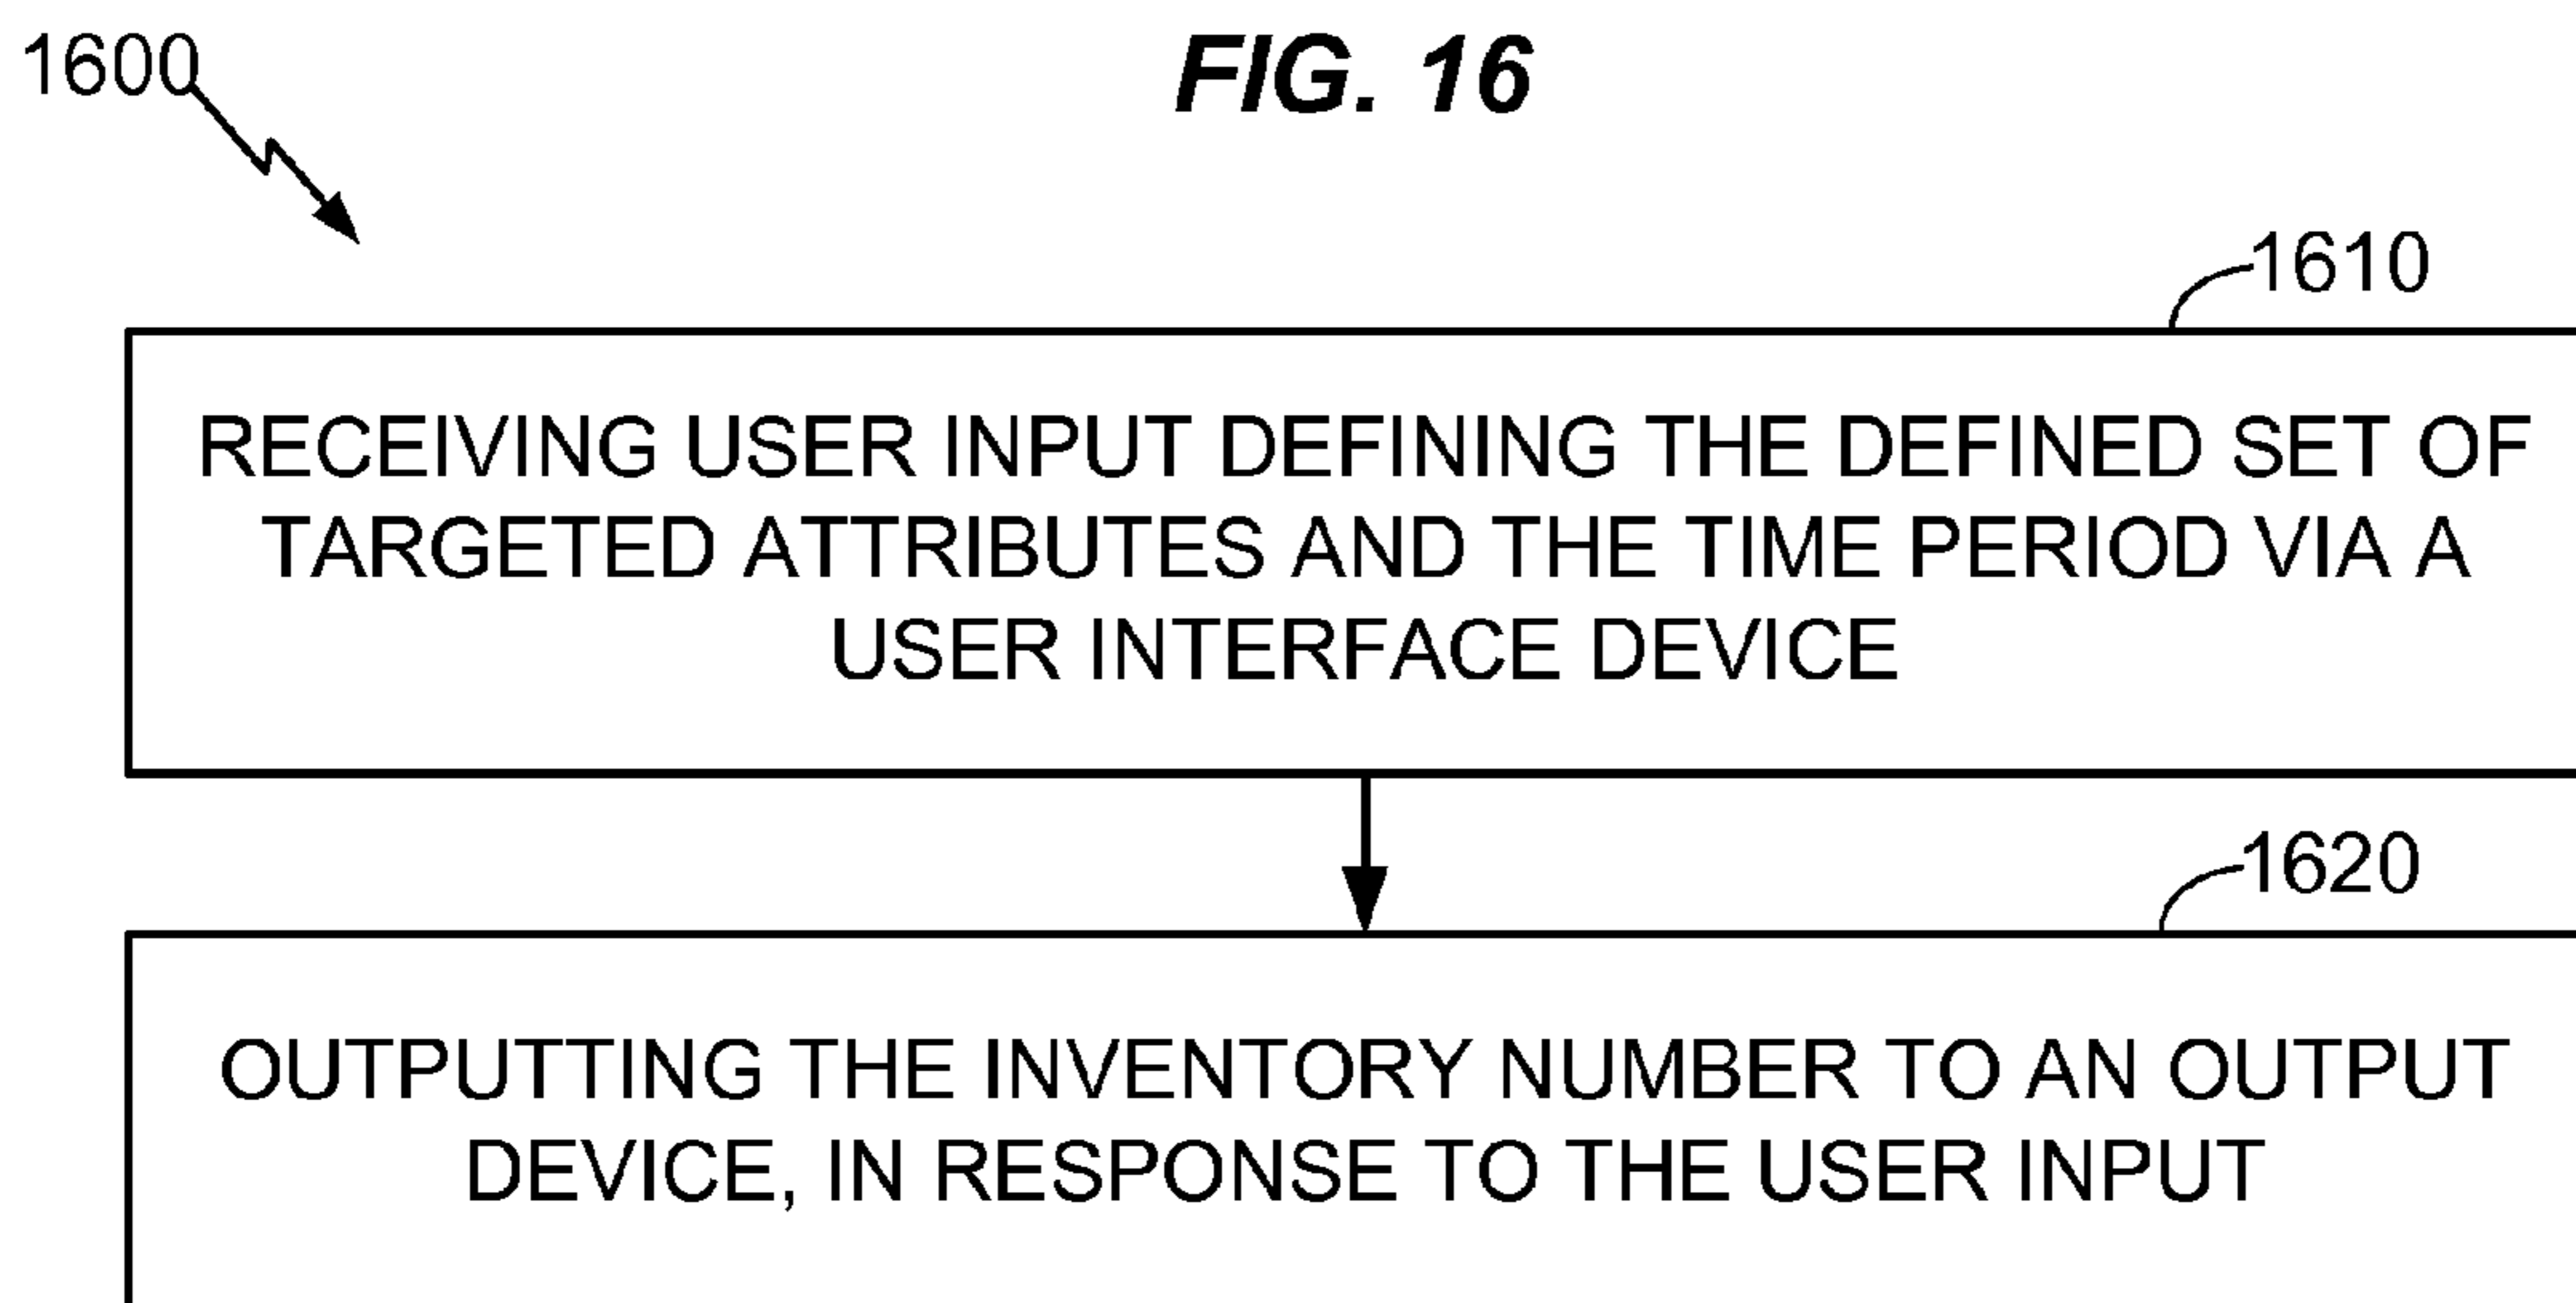 1600
FIG. 16
1610
RECEIVING USER INPUT DEFINING THE DEFINED SET OF
TARGETED ATTRIBUTES AND THE TIME PERIOD VIA A
USER INTERFACE DEVICE
1620
OUTPUTTING THE INVENTORY NUMBER TO AN OUTPUT
DEVICE, IN RESPONSE TO THE USER INPUT